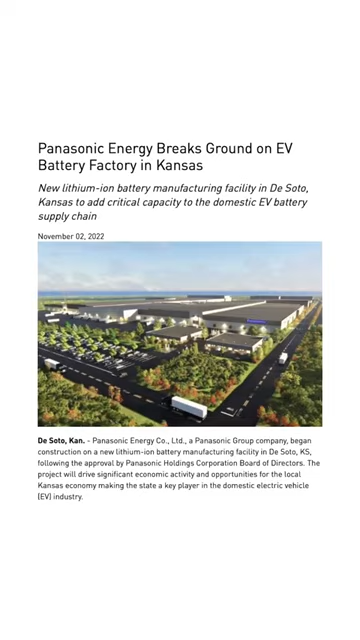 Panasonic Energy Breaks Ground on EV
Battery Factory in Kansas
New lithium-ion battery manufacturing facility in De Soto,
Kansas to add critical capacity to the domestic EV battery
supply chain
November 02, 2022
De Soto, Kan. - Panasonic Energy Co., Ltd., a Panasonic Group company, began
construction on a new lithium-ion battery manufacturing facility in De Soto, KS,
following the approval by Panasonic Holdings Corporation Board of Directors. The
project will drive significant economic activity and opportunities for the local
Kansas economy making the state a key player in the domestic electric vehicle
(EV) industry.